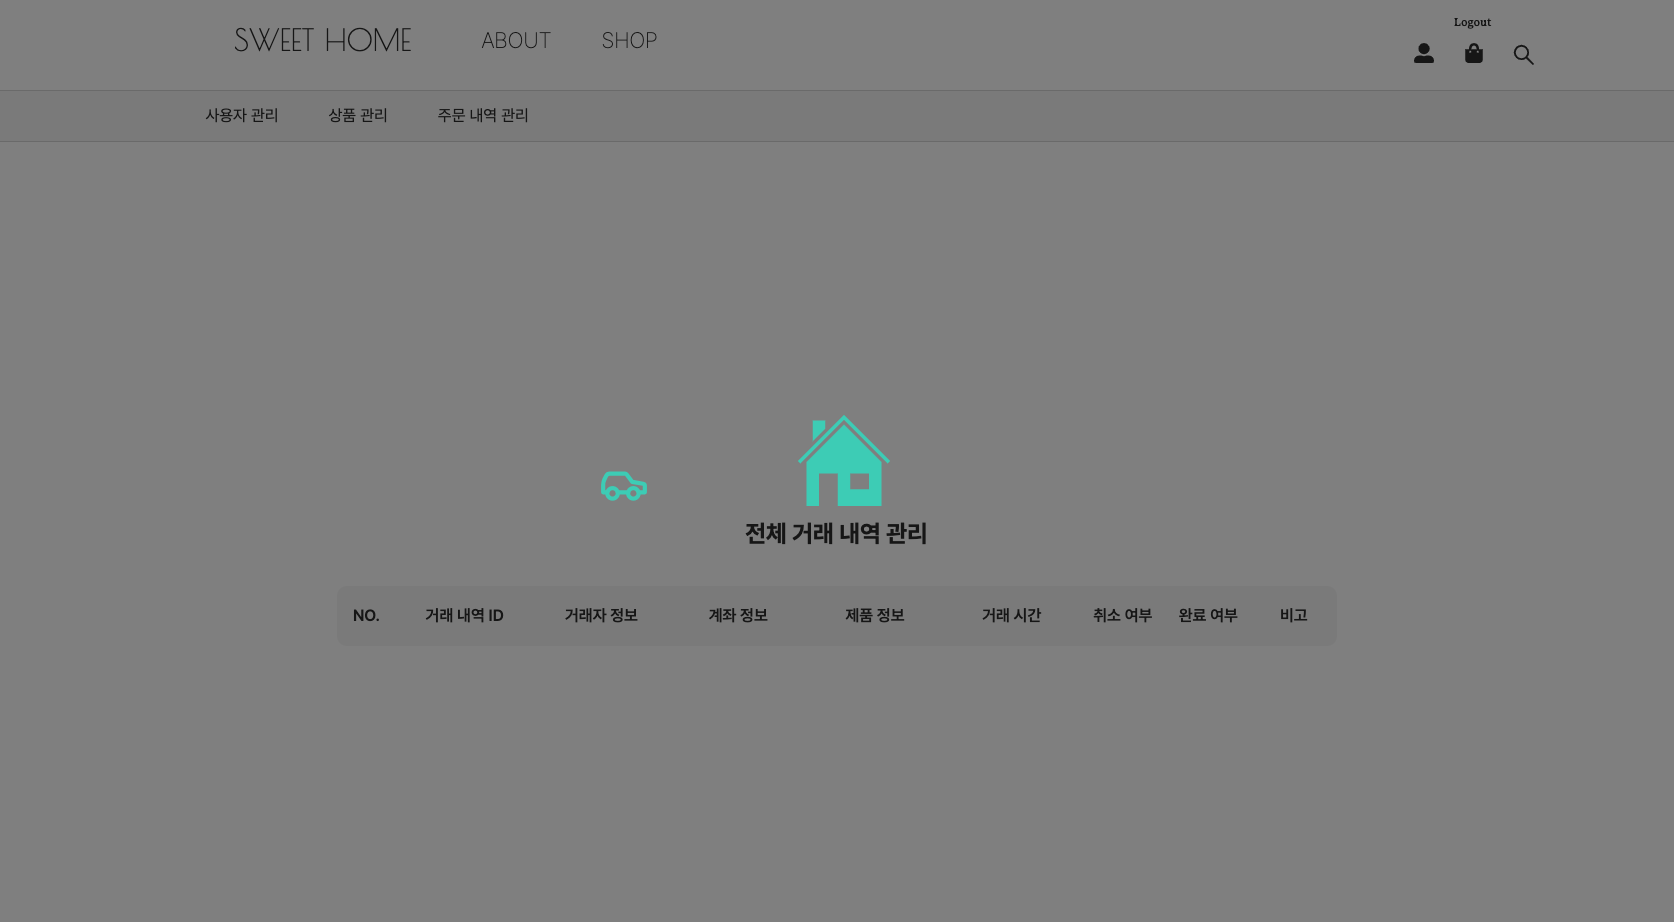 SWEET HOME
ABOUT
SHOP
Logout
사용자 관리
상품 관리
주문 내역 관리
전체 거래 내역 관리
NO.
거래 내역 ID
거래자 정보
계좌 정보
제품 정보
거래 시간
취소 여부
완료 여부
비고